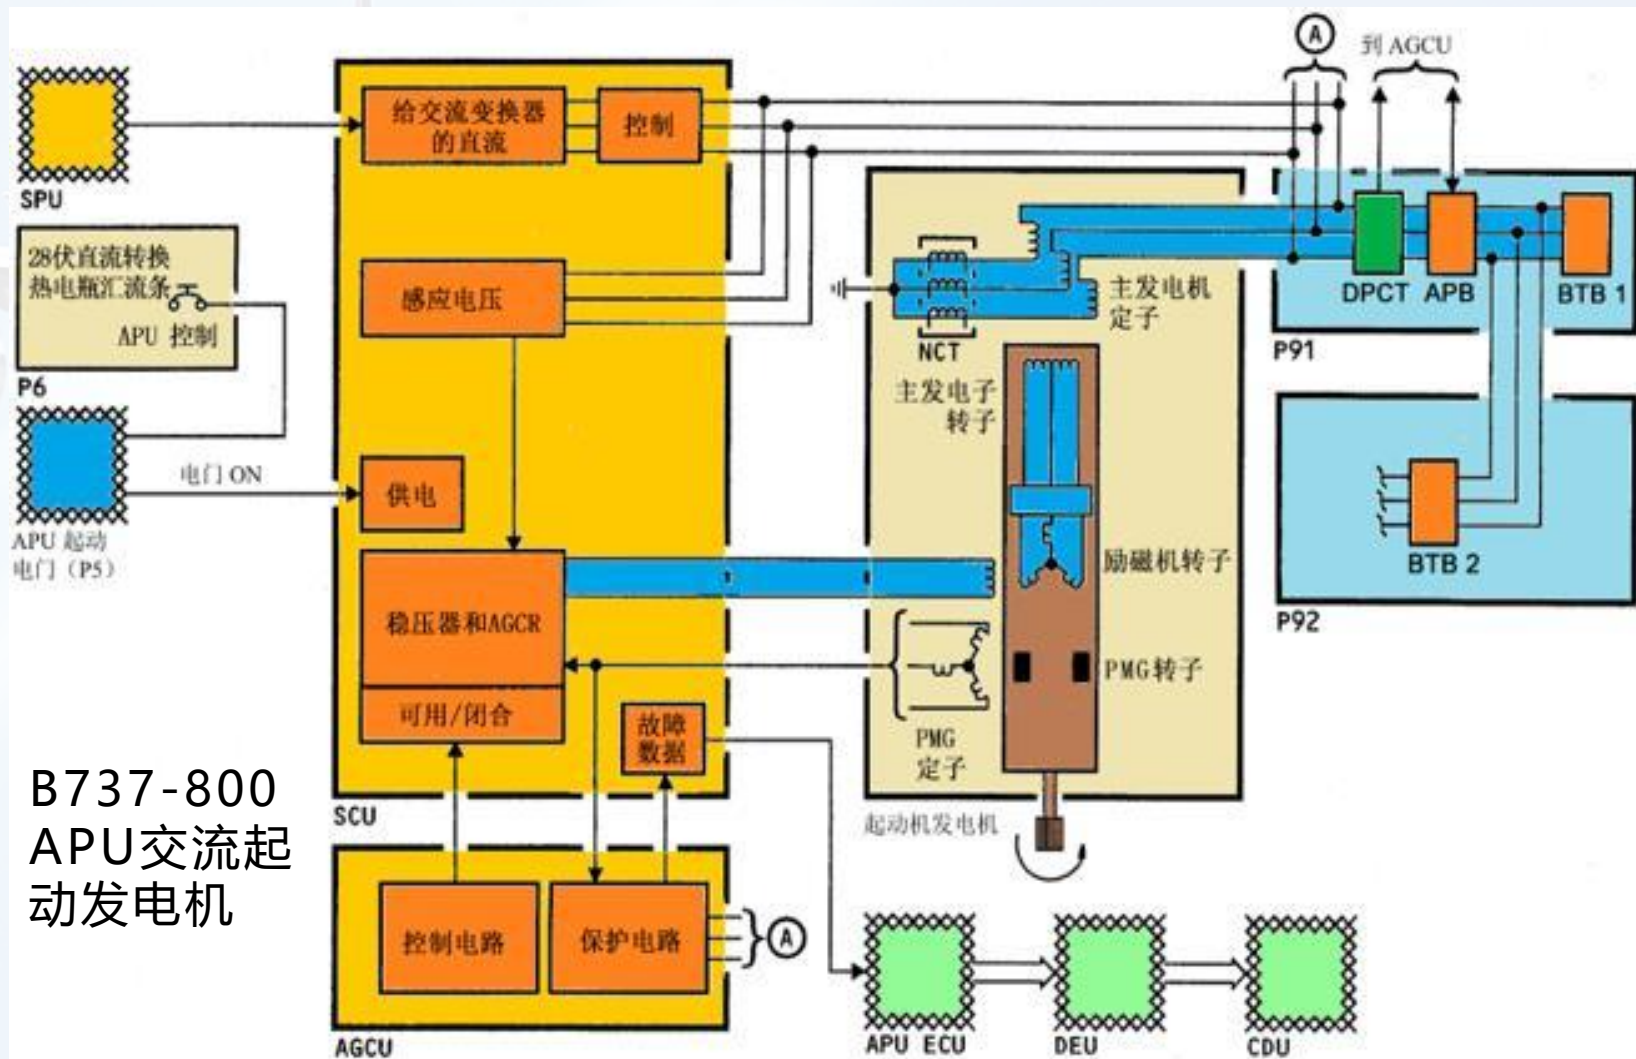 A
到 AGCU
给交流变换器
的直流
控制
SPU
28伏直流转换
热电瓶汇流条
APU 控制
P6
感应电压
主发电机
定子
NCT
DPCT
APB
BTB 1
P91
主发电子
转子
电门 ON
供电
APU 起动
电门（P5）
励磁机转子
BTB 2
P92
稳压器和AGCR
可用/闭合
故障
数据
PMG转子
PMG
定子
SCU
起动机发电机
B737-800
APU交流起
动发电机
控制电路
保护电路
A
AGCU
APU ECU
DEU
CDU